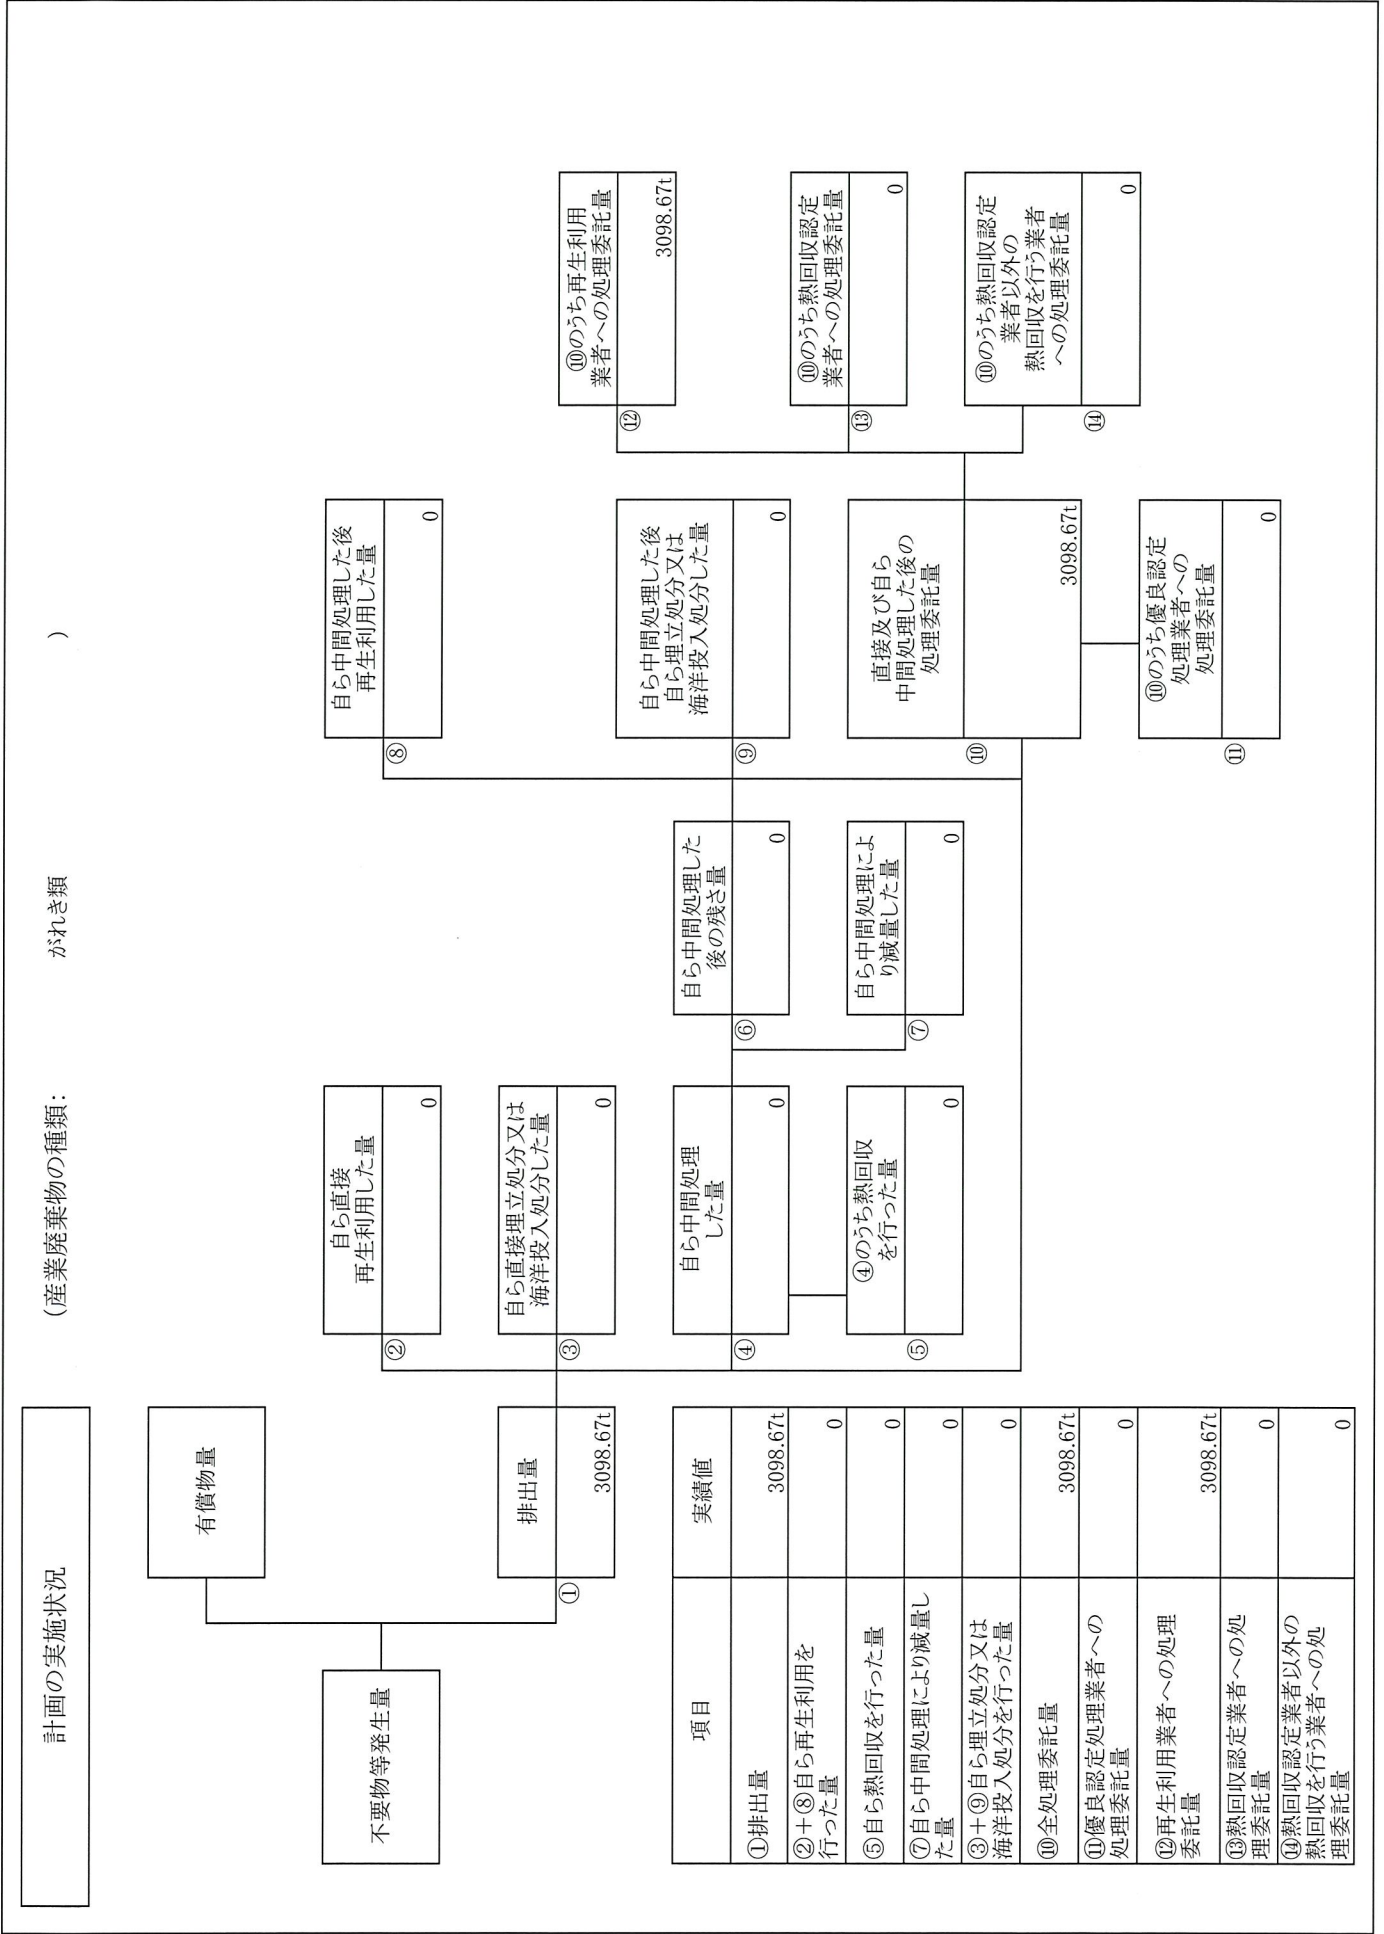 計画の実施状況
(産業廃棄物の種類: がれき類 )
有償物量
不要物等発生量
排出量
①
3098.67t
自ら直接
再生利用した量
②
0
自ら直接埋立処分又は
海洋投入処分した量
③
0
自ら中間処理
した量
④
0
④のうち熱回収
を行った量
⑤
0
自ら中間処理した
後の残さ量
⑥
0
自ら中間処理によ
り減量した量
⑦
0
自ら中間処理した後
再生利用した量
⑧
0
自ら中間処理した後
自ら埋立処分又は
海洋投入処分した量
⑨
0
直接及び自ら
中間処理した後の
処理委託量
⑩
3098.67t
⑩のうち優良認定
処理業者への
処理委託量
⑪
0
⑩のうち再生利用
業者への処理委託量
⑫
3098.67t
⑩のうち熱回収認定
業者への処理委託量
⑬
0
⑩のうち熱回収認定
業者以外の
熱回収を行う業者
への処理委託量
⑭
0
項目 実績値
①排出量 3098.67t
②+⑧自ら再生利用を
行った量 0
⑤自ら熱回収を行った量 0
⑦自ら中間処理により減量し
た量 0
③+⑨自ら埋立処分又は
海洋投入処分を行った量 0
⑩全処理委託量 3098.67t
⑪優良認定処理業者への
処理委託量 0
⑫再生利用業者への処理
委託量 3098.67t
⑬熱回収認定業者への処
理委託量 0
⑭熱回収認定業者以外の
熱回収を行う業者への処
理委託量 0